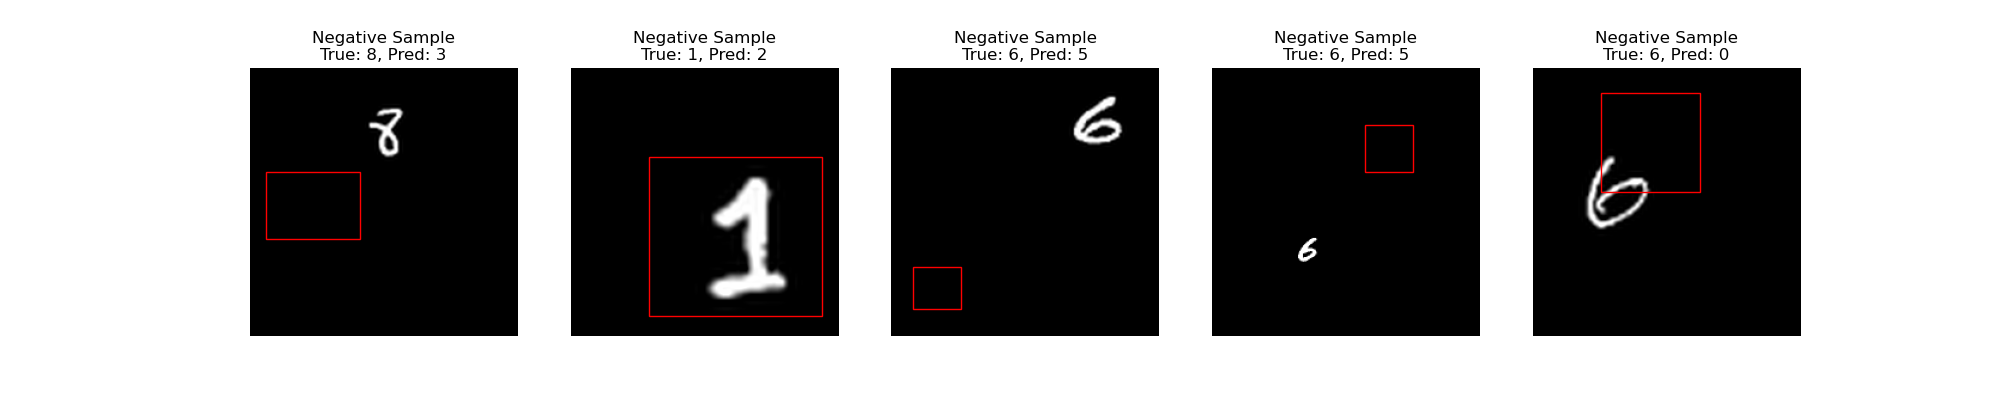 Negative Sample
True: 8, Pred: 3
8
Negative Sample
True: 1, Pred: 2
1
Negative Sample
True: 6, Pred: 5
6
Negative Sample
True: 6, Pred: 5
6
Negative Sample
True: 6, Pred: 0
6